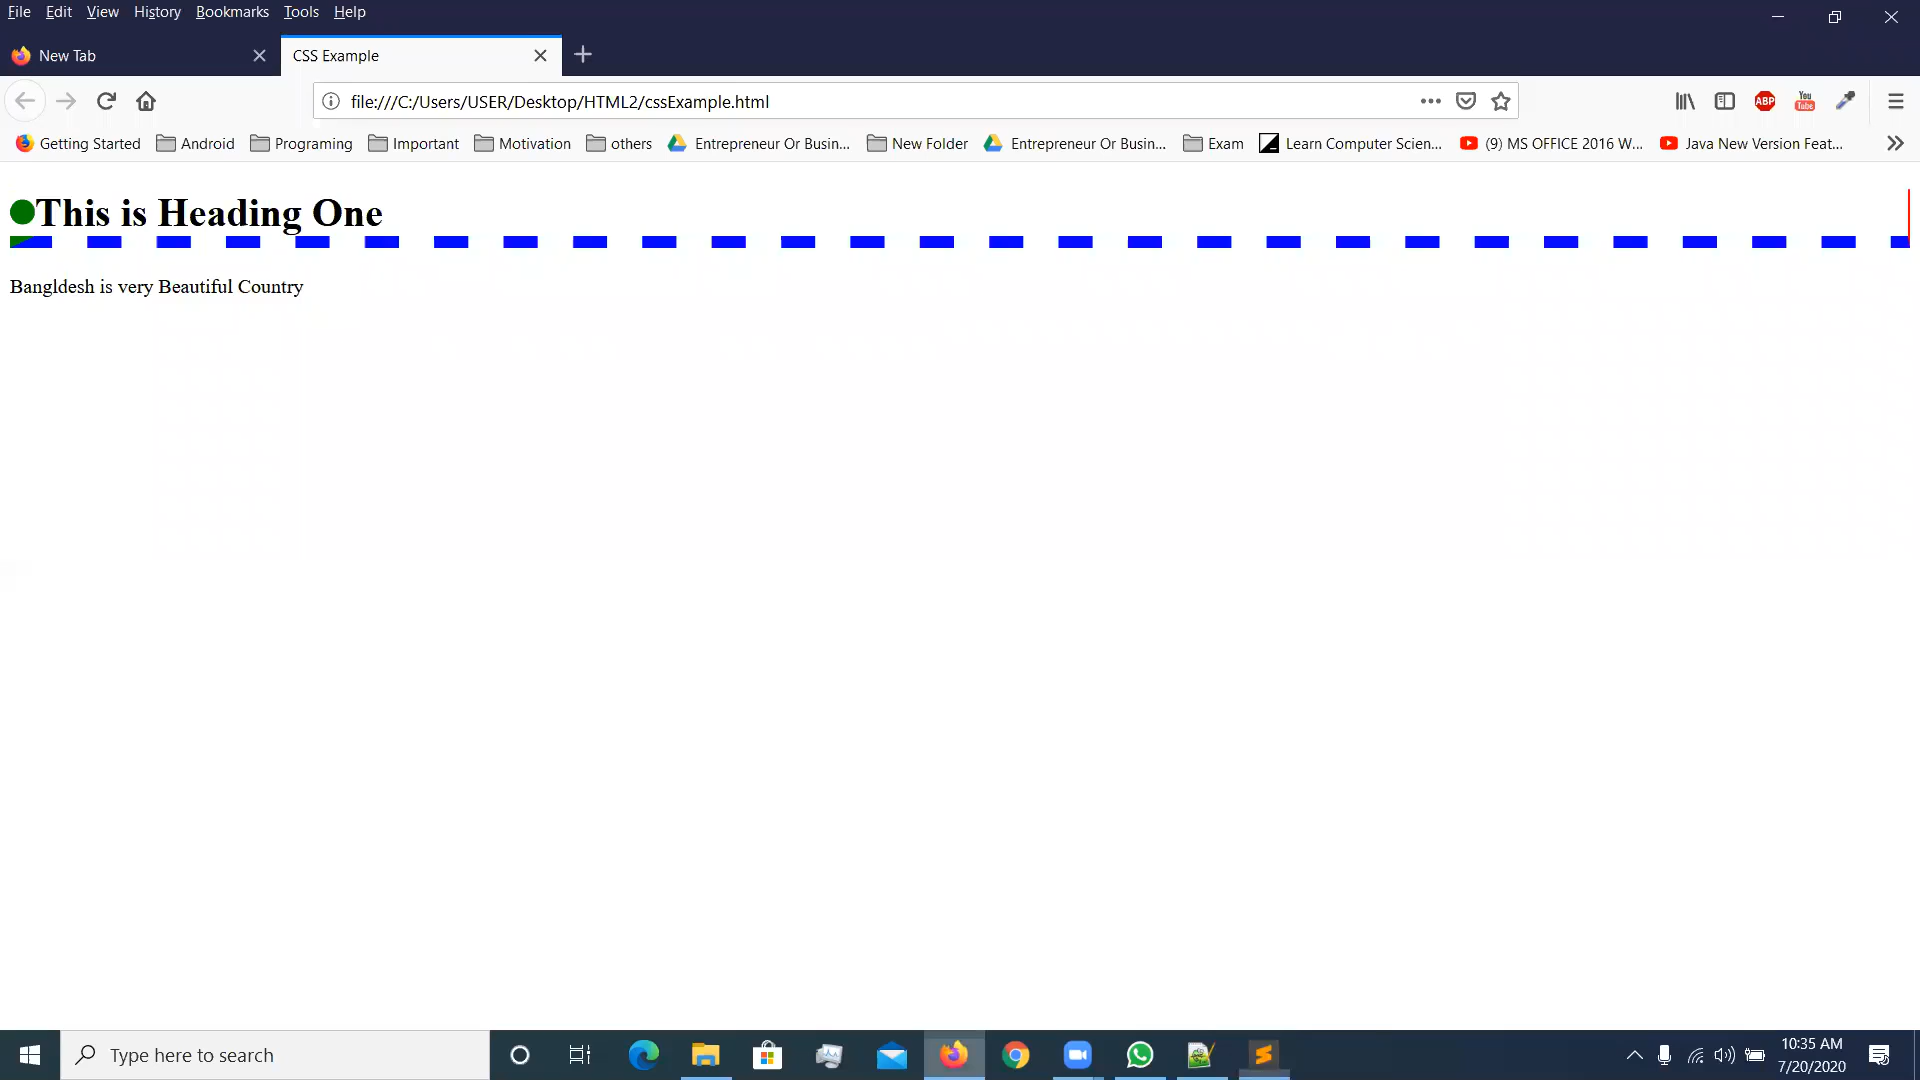 File Edit View History Bookmarks Tools Help
New Tab CSS Example
file:///C:/Users/USER/Desktop/HTML2/cssExample.html
ABP You Tube
Getting Started Android Programing Important Motivation others Entrepreneur Or Busin... New Folder Entrepreneur Or Busin... Exam Learn Computer Scien... (9) MS OFFICE 2016 W... Java New Version Feat...
This is Heading One
Bangldesh is very Beautiful Country
Type here to search
10:35 AM
7/20/2020